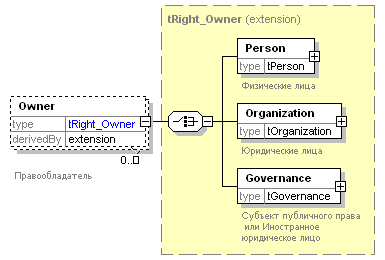 tRight_Owner (extension)
Person
type tPerson
Физические лица
Owner
type tRight_Owner
derivedBy extension
0..
Правообладатель
Organization
type tOrganization
Юридические лица
Governance
type tGovernance
Субъект публичного права
или Иностранное
юридическое лицо